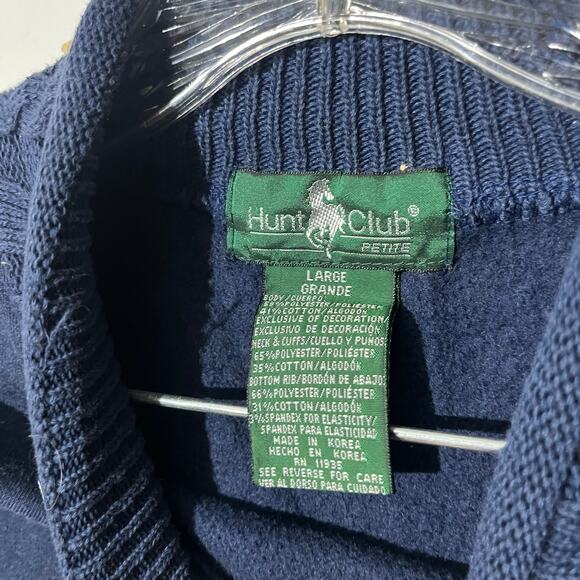 Hunt Club®
PETITE
LARGE
GRANDE
BODY/CUERPO:
59%POLYESTER/POLIÉSTER
41%COTTON/ALGODÓN
EXCLUSIVE OF DECORATION/
EXCLUSIVO DE DECORACIÓN
NECK & CUFFS/CUELLO Y PUÑOS:
65%POLYESTER/POLIÉSTER
35%COTTON/ALGODÓN
BOTTOM RIB/BORDÓN DE ABAJO:
66%POLYESTER/POLIÉSTER
31%COTTON/ALGODÓN
3%SPANDEX FOR ELASTICITY/
SPANDEX PARA ELASTICIDAD
MADE IN KOREA
HECHO EN KOREA
RN 11935
SEE REVERSE FOR CARE
VER AL DORSO PARA CUIDADO